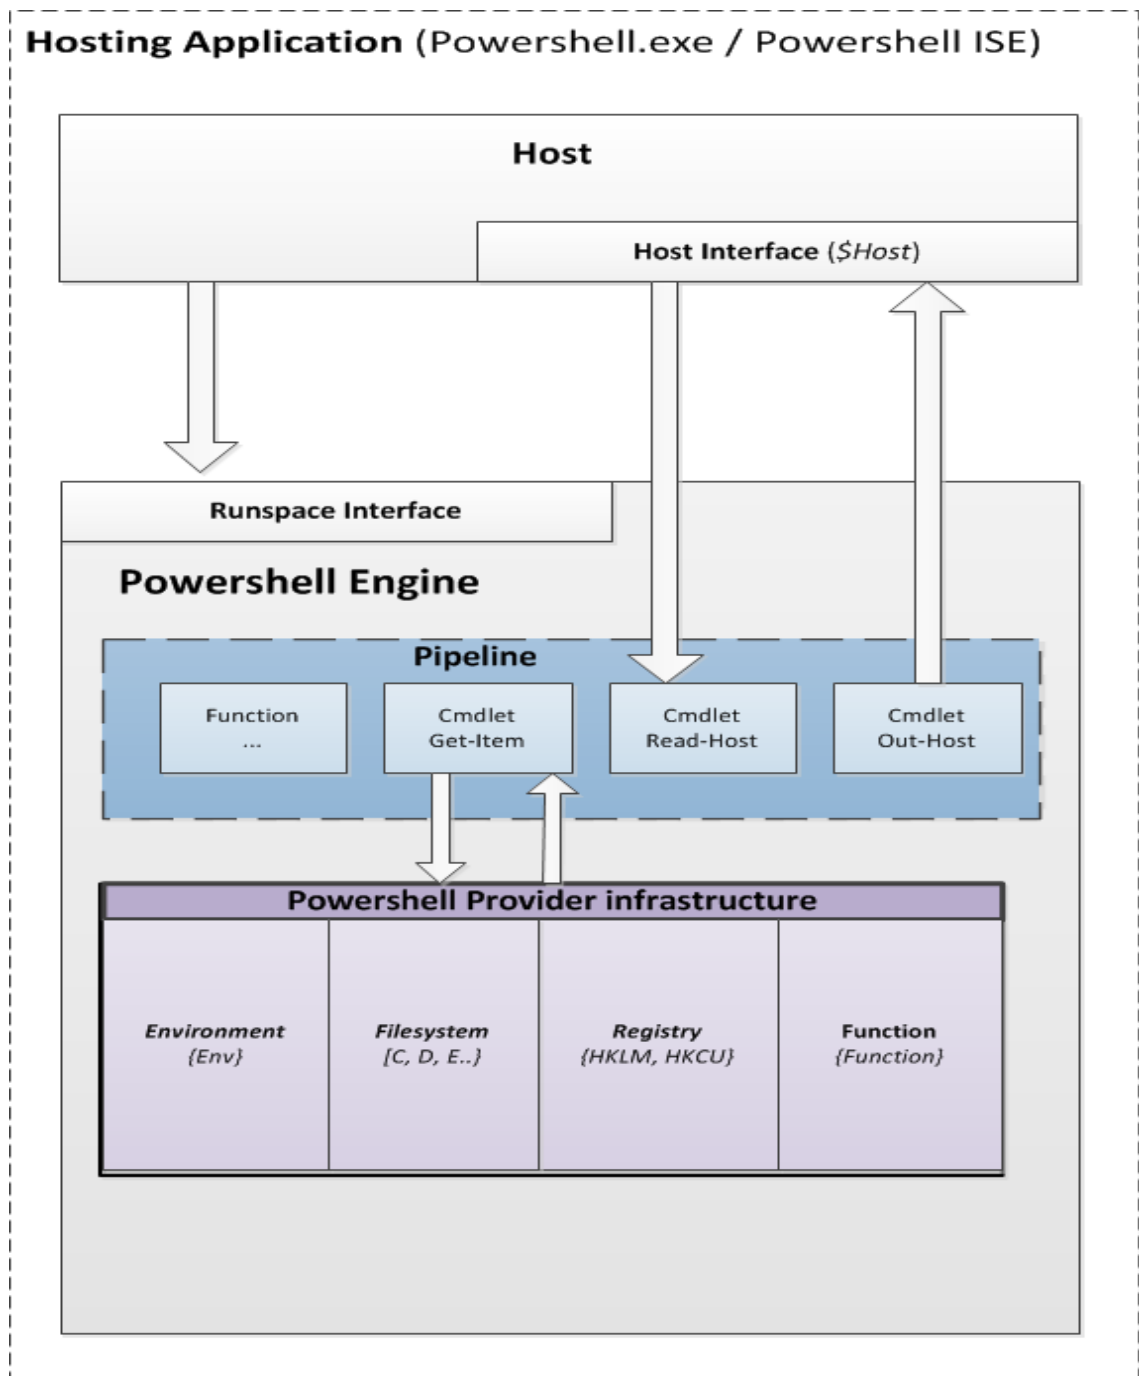 Hosting Application (Powershell.exe / Powershell ISE)
Host
Host Interface ($Host)
Runspace Interface
Powershell Engine
Pipeline
Function
...
Cmdlet
Get-Item
Cmdlet
Read-Host
Cmdlet
Out-Host
Powershell Provider infrastructure
Environment
{Env}
Filesystem
[C, D, E..}
Registry
{HKLM, HKCU}
Function
{Function}